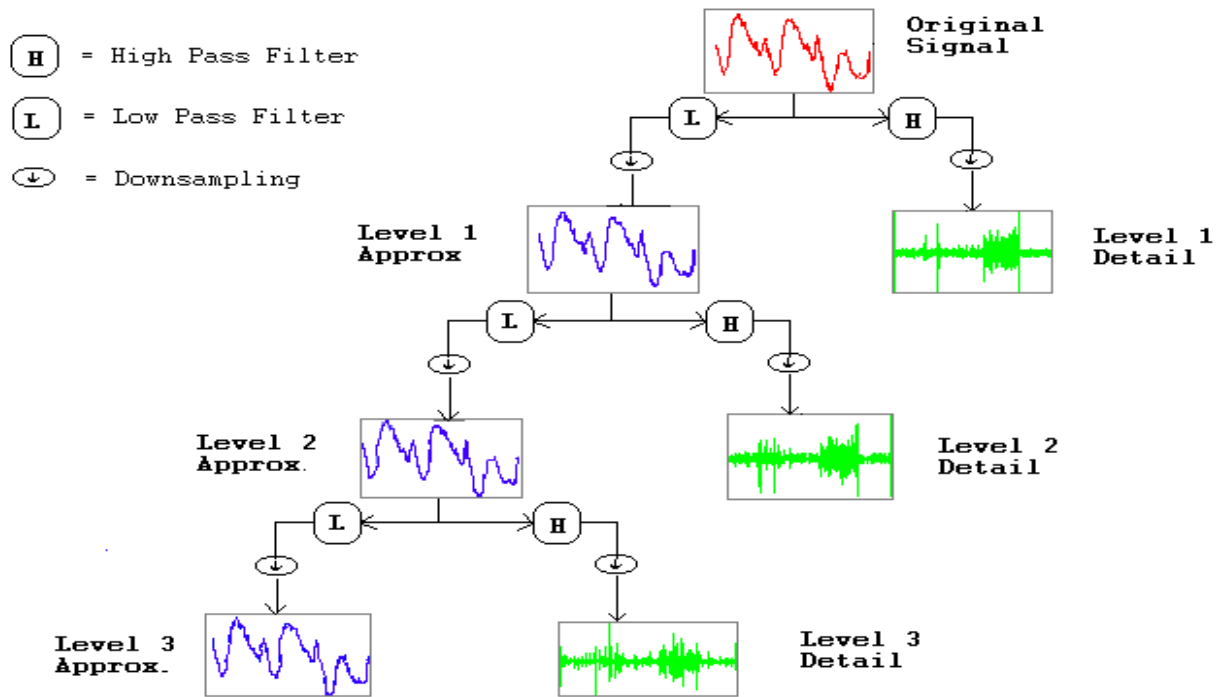 H = High Pass Filter
L = Low Pass Filter
= Downsampling
Original
Signal
L
H
Level 1
Approx
Level 1
Detail
L
H
Level 2
Approx.
Level 2
Detail
L
H
Level 3
Approx.
Level 3
Detail